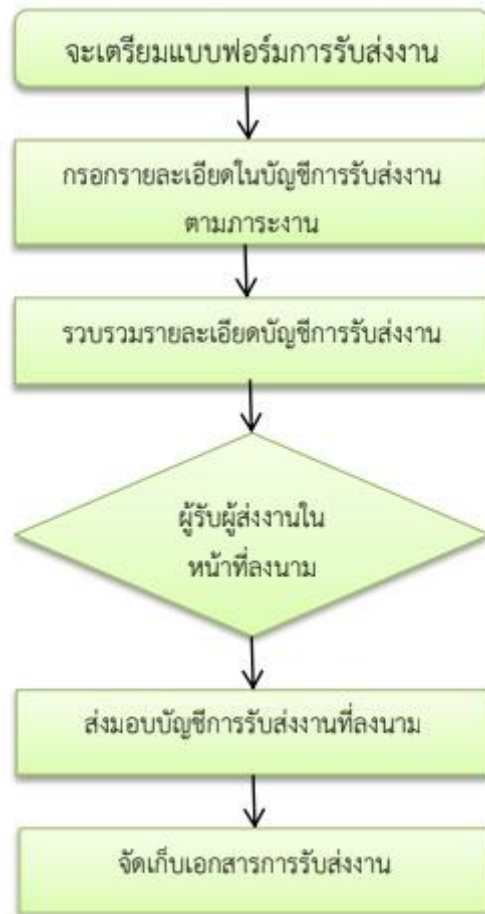 จะเตรียมแบบฟอร์มการรับส่งงาน
กรอกรายละเอียดในบัญชีการรับส่งงาน
ตามภาระงาน
รวบรวมรายละเอียดบัญชีการรับส่งงาน
ผู้รับผู้ส่งงานใน
หน้าที่ลงนาม
ส่งมอบบัญชีการรับส่งงานที่ลงนาม
จัดเก็บเอกสารการรับส่งงาน